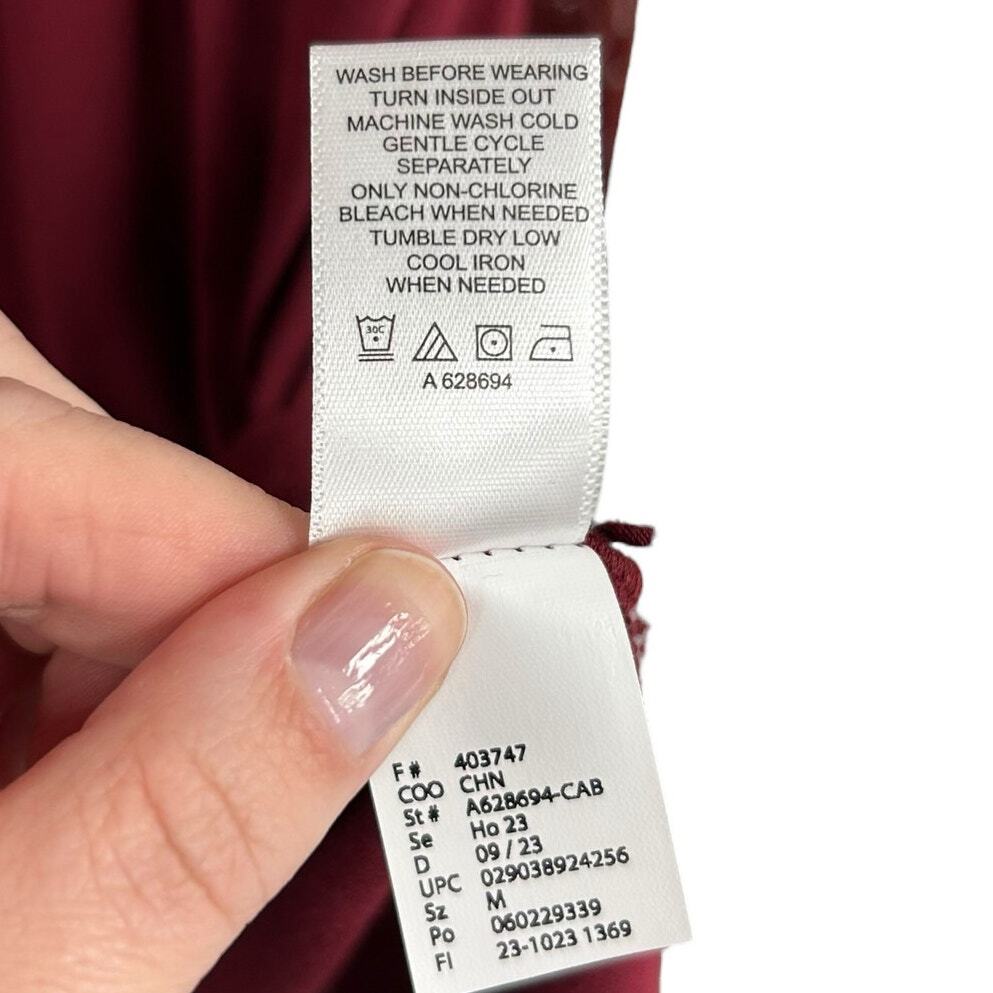 WASH BEFORE WEARING
TURN INSIDE OUT
MACHINE WASH COLD
GENTLE CYCLE
SEPARATELY
ONLY NON-CHLORINE
BLEACH WHEN NEEDED
TUMBLE DRY LOW
COOL IRON
WHEN NEEDED
30C
A 628694
F # 403747
COO CHN
St # A628694-CAB
Se Ho 23
D 09 / 23
UPC 029038924256
Sz M
Po 060229339
FI 23-1023 1369